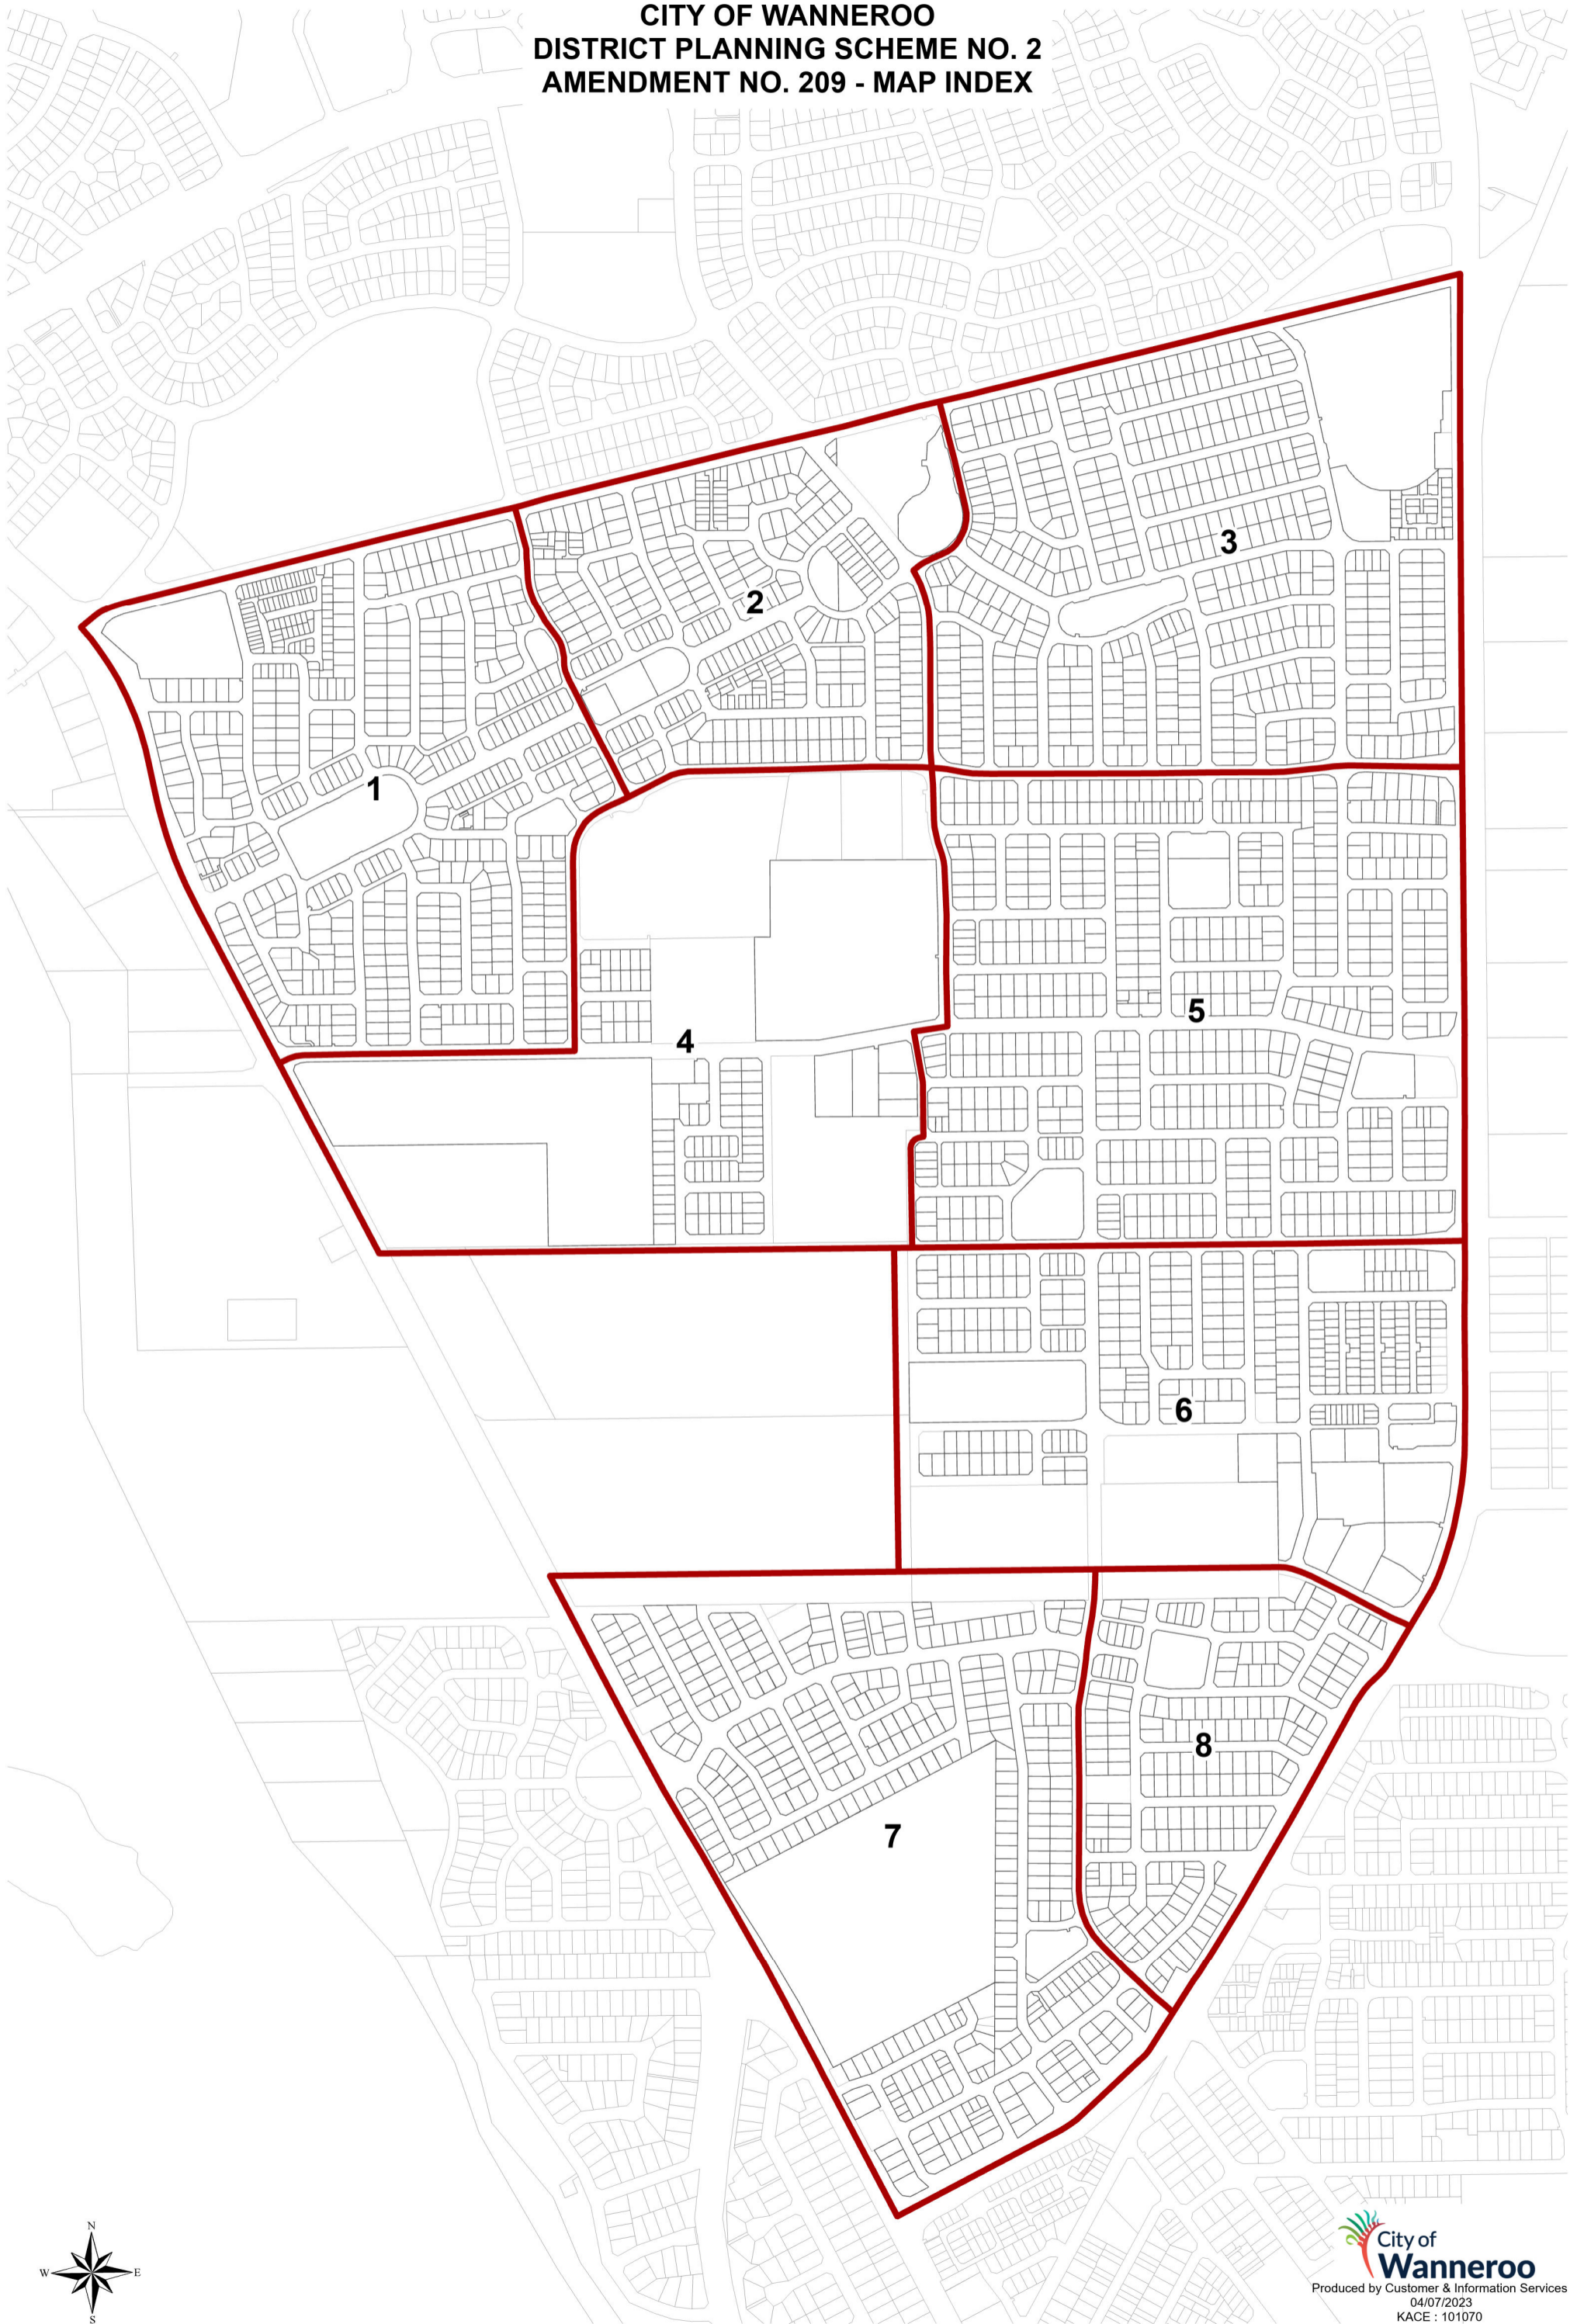 CITY OF WANNEROO
DISTRICT PLANNING SCHEME NO. 2
AMENDMENT NO. 209 - MAP INDEX
3
2
1
5
4
6
8
7
N
W E
S
City of
Wanneroo
Produced by Customer & Information Services
04/07/2023
KACE : 101070